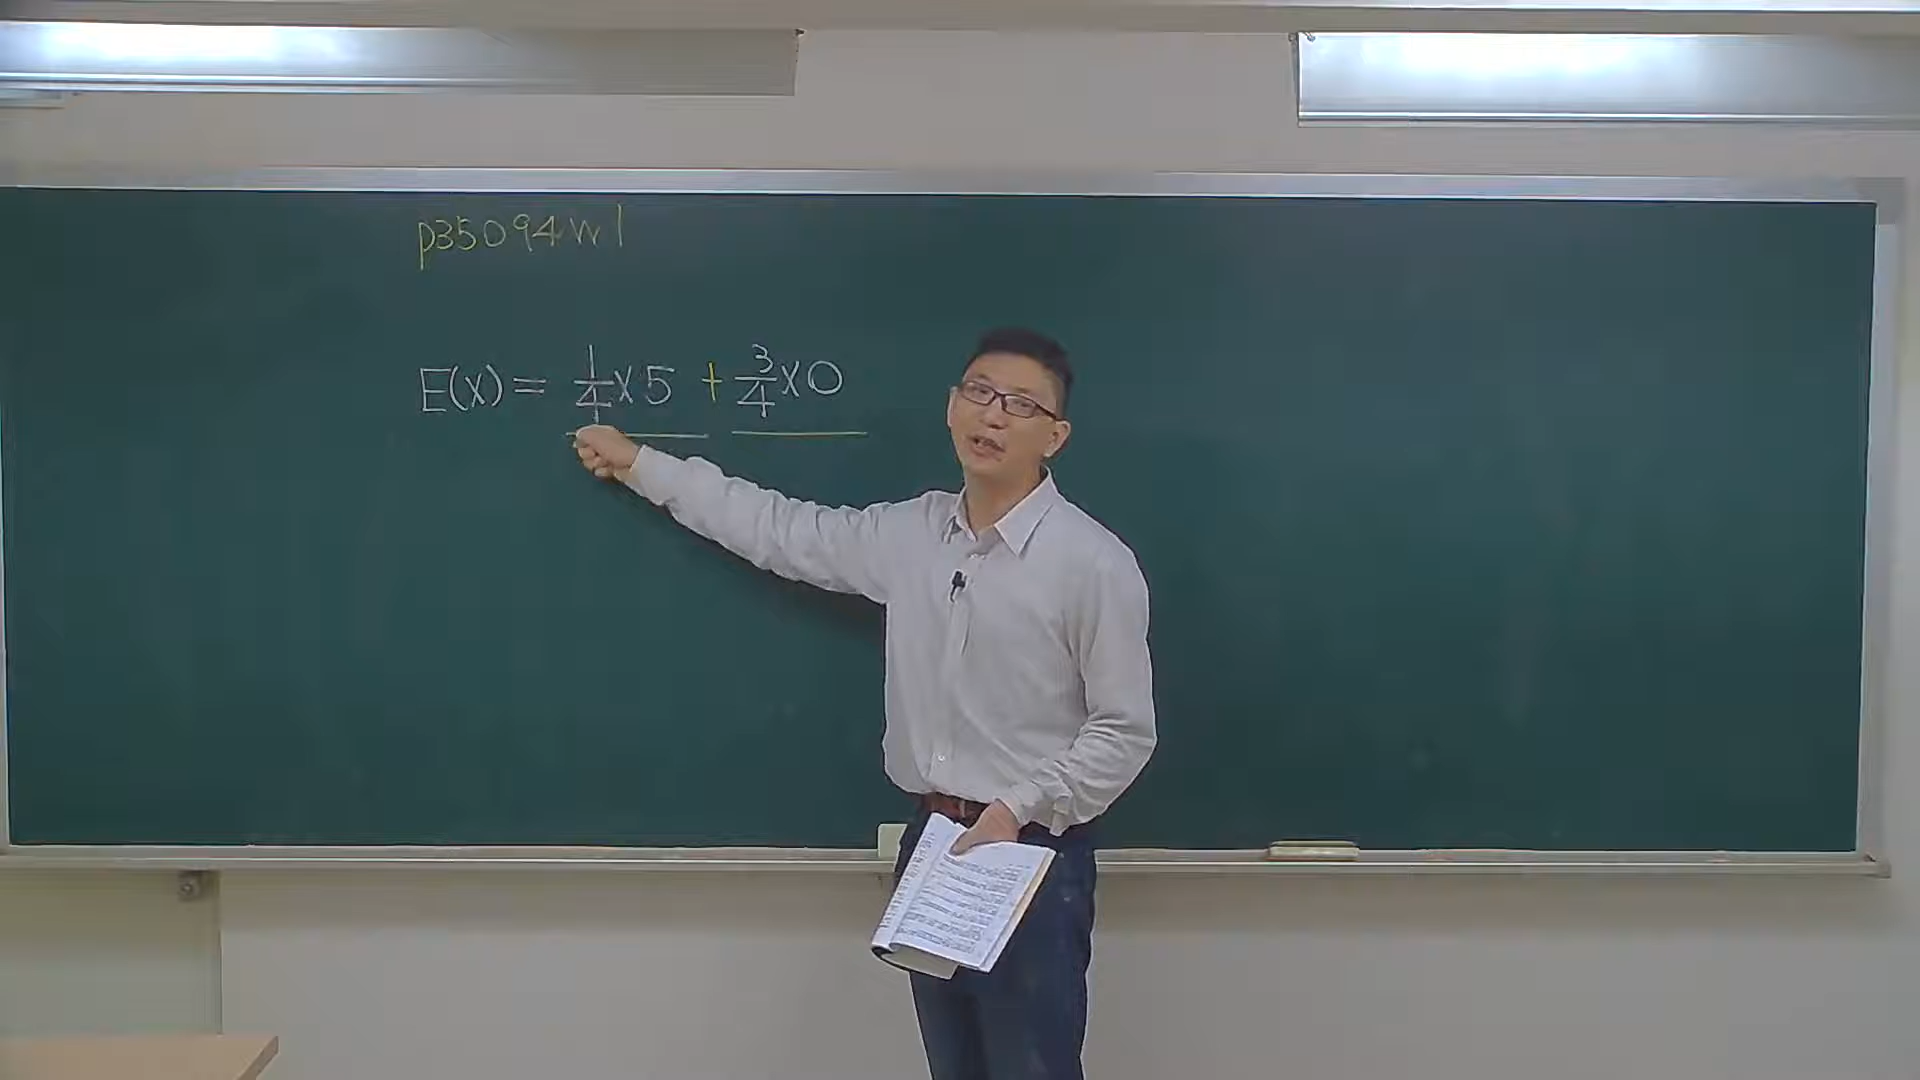 p35094w1
E(x) = 1/4 x 5 + 3/4 x 0